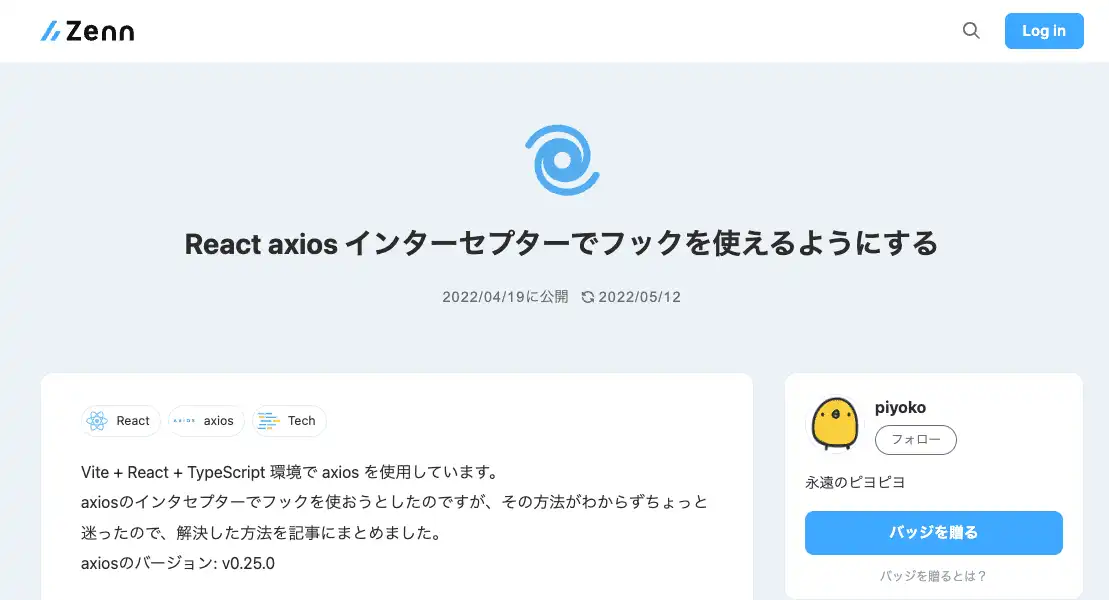 Zenn
Log in
React axios インターセプターでフックを使えるようにする
2022/04/19に公開 2022/05/12
React axios Tech
Vite + React + TypeScript 環境で axios を使用しています。
axiosのインタセプターでフックを使おうとしたのですが、その方法がわからずちょっと
迷ったので、解決した方法を記事にまとめました。
axiosのバージョン: v0.25.0
piyoko
フォロー
永遠のピヨピヨ
バッジを贈る
バッジを贈るとは？